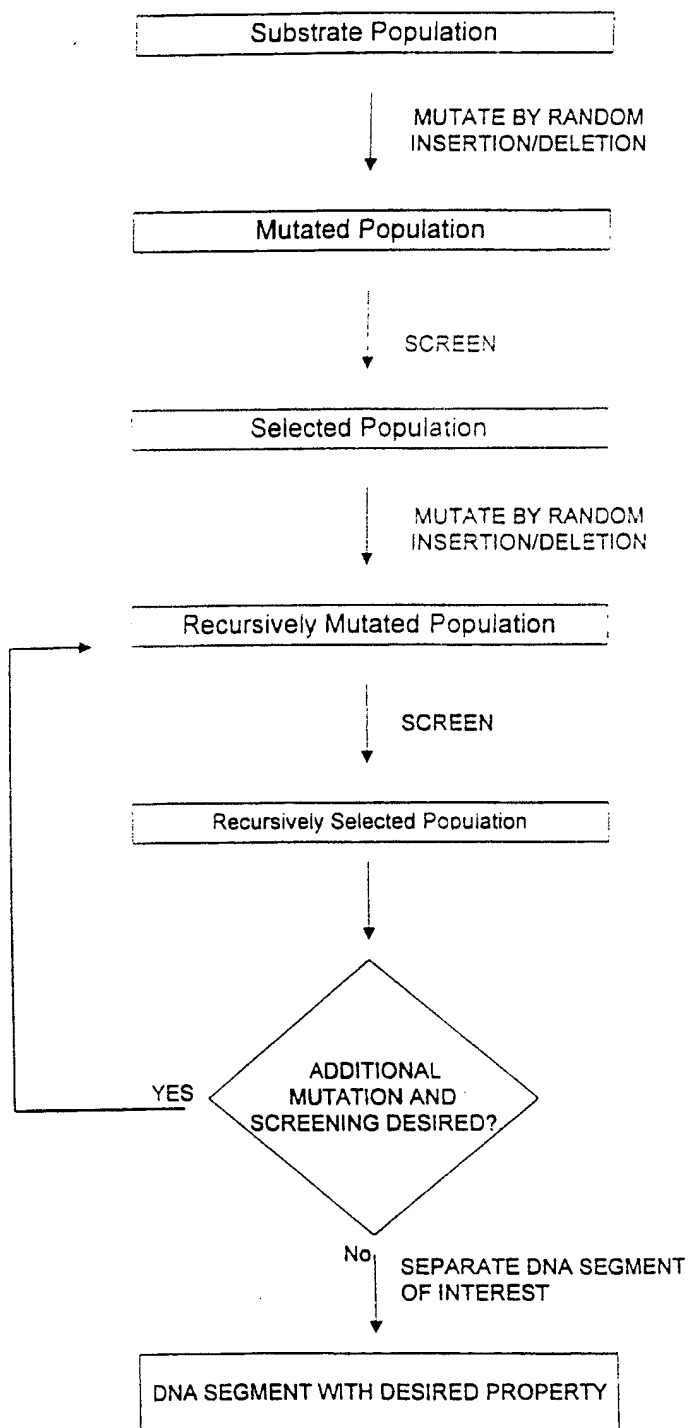 Substrate Population
MUTATE BY RANDOM
INSERTION/DELETION
Mutated Population
SCREEN
Selected Population
MUTATE BY RANDOM
INSERTION/DELETION
Recursively Mutated Population
SCREEN
Recursively Selected Population
ADDITIONAL
MUTATION AND
SCREENING DESIRED?
YES
No
SEPARATE DNA SEGMENT
OF INTEREST
DNA SEGMENT WITH DESIRED PROPERTY